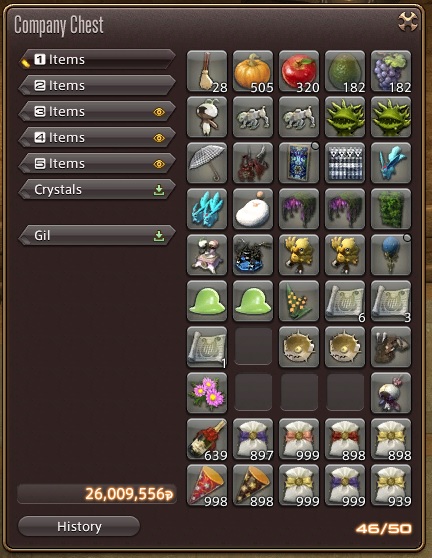 Company Chest
1 Items
28 505 320 182 182
2 Items
3 Items
4 Items
5 Items
Crystals
Gil
6 3
1
639 897 999 898 898
998 898 999 999 939
26,009,556
History
46/50